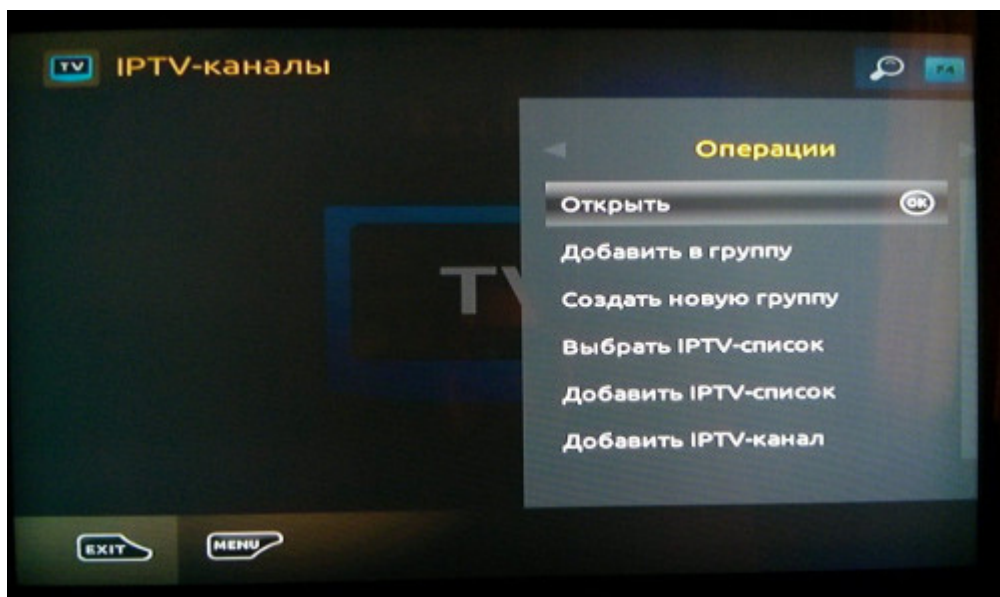 TV IPTV-каналы
F4
Операции
Открыть OK
Добавить в группу
Создать новую группу
TV
Выбрать IPTV-список
Добавить IPTV-список
Добавить IPTV-канал
EXIT MENU